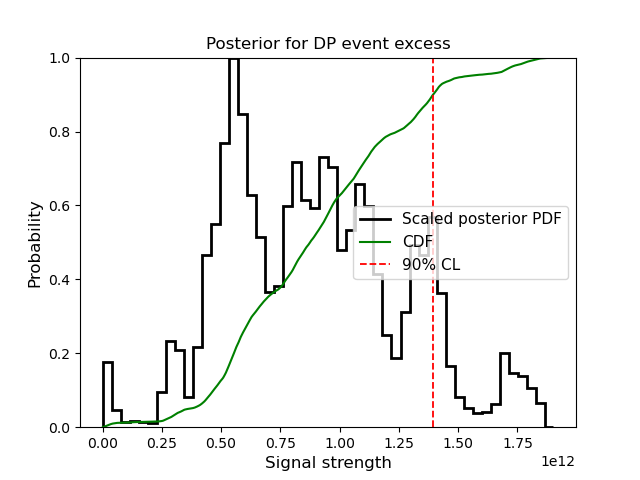 Posterior for DP event excess
Probability
1.0
0.8
0.6
0.4
0.2
0.0
Scaled posterior PDF
CDF
90% CL
0.00 0.25 0.50 0.75 1.00 1.25 1.50 1.75
1e12
Signal strength